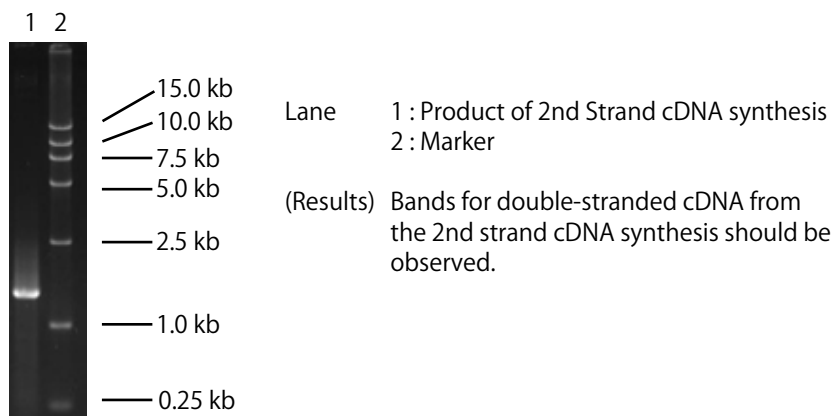 1 2
15.0 kb
10.0 kb
7.5 kb
5.0 kb
2.5 kb
1.0 kb
0.25 kb
Lane 1 : Product of 2nd Strand cDNA synthesis
2 : Marker
(Results) Bands for double-stranded cDNA from
the 2nd strand cDNA synthesis should be
observed.